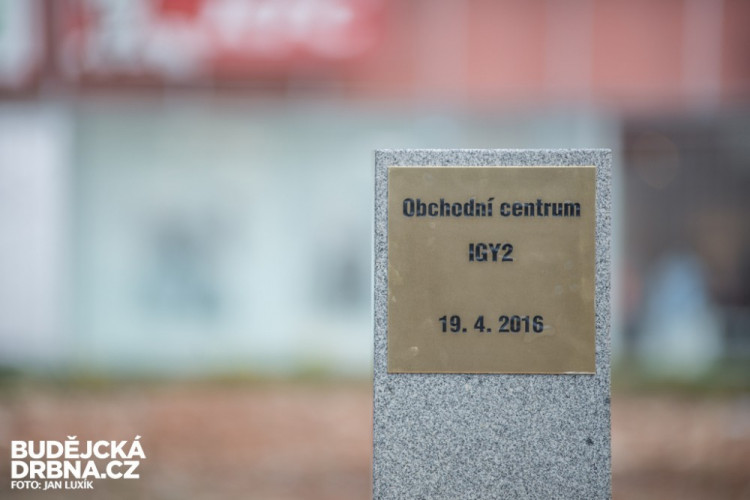 Obchodní centrum
IGY2
19. 4. 2016
BUDĚJCKÁ
DRBNA.CZ
FOTO: JAN LUXÍK